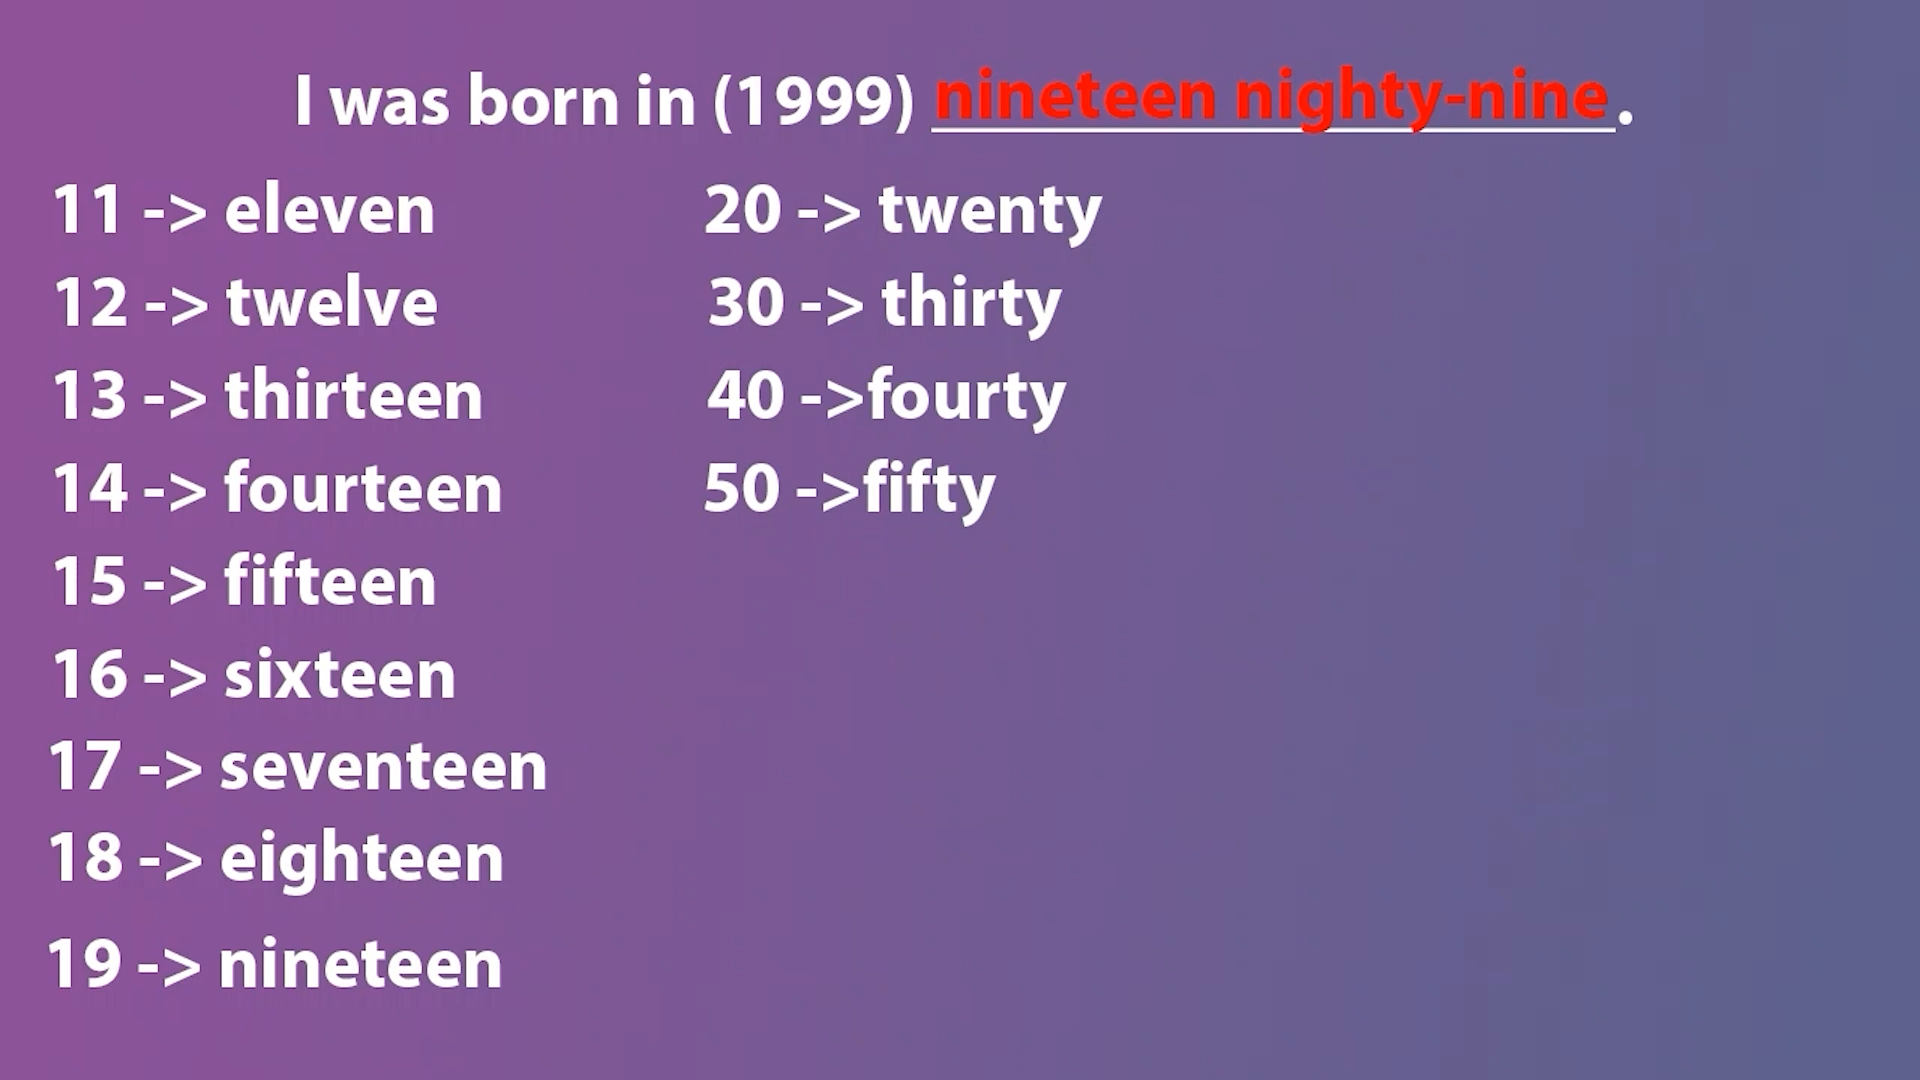 I was born in (1999) nineteen nighty-nine.
11 -> eleven
12 -> twelve
13 -> thirteen
14 -> fourteen
15 -> fifteen
16 -> sixteen
17 -> seventeen
18 -> eighteen
19 -> nineteen
20 -> twenty
30 -> thirty
40 ->fourty
50 ->fifty